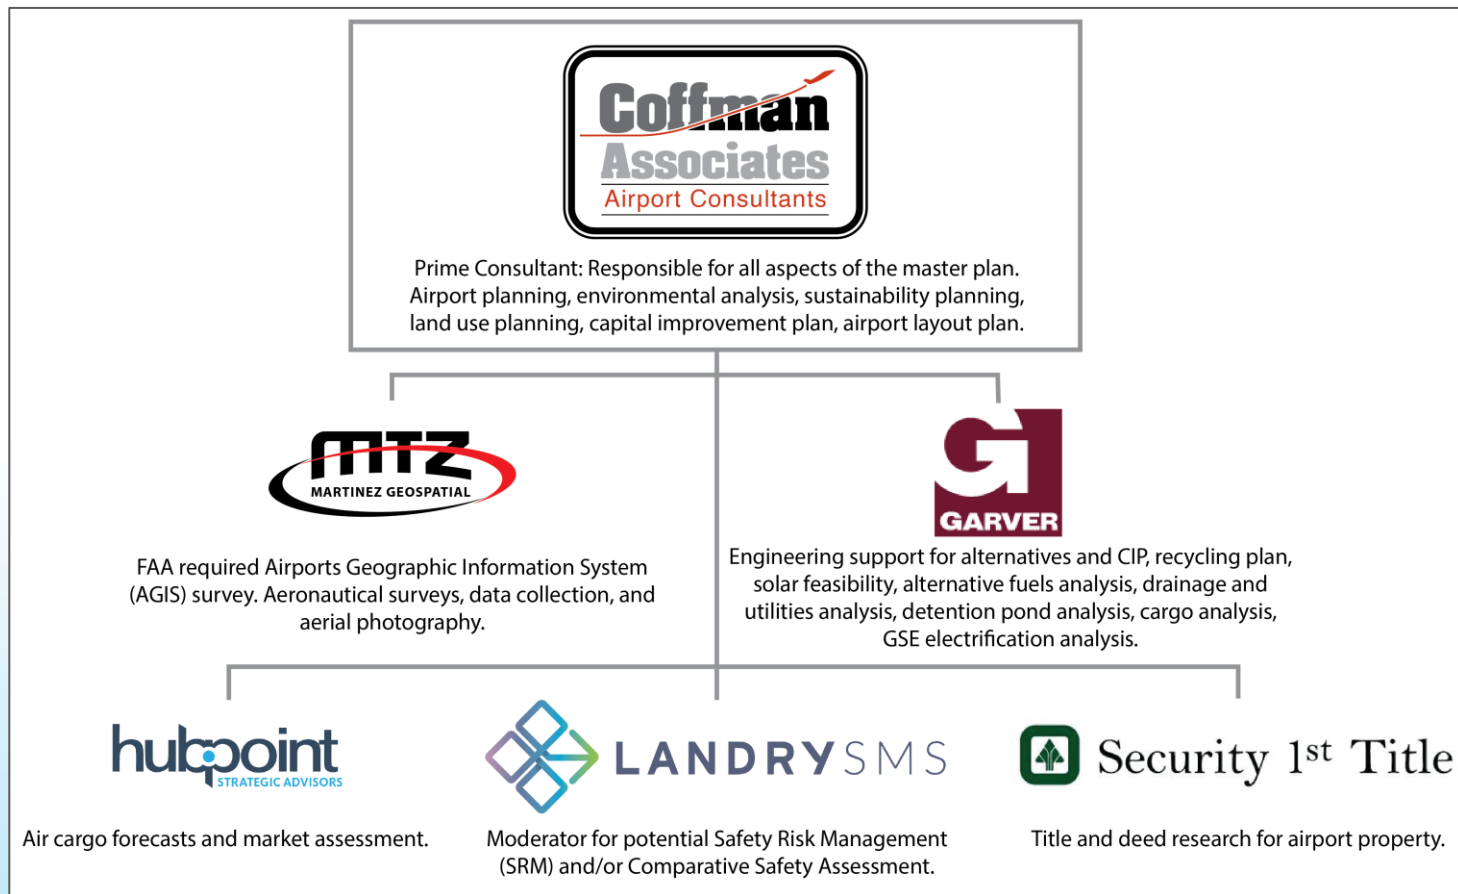 Coffman
Associates
Airport Consultants
Prime Consultant: Responsible for all aspects of the master plan.
Airport planning, environmental analysis, sustainability planning,
land use planning, capital improvement plan, airport layout plan.
MTZ
MARTINEZ GEOSPATIAL
FAA required Airports Geographic Information System
(AGIS) survey. Aeronautical surveys, data collection, and
aerial photography.
G
GARVER
Engineering support for alternatives and CIP, recycling plan,
solar feasibility, alternative fuels analysis, drainage and
utilities analysis, detention pond analysis, cargo analysis,
GSE electrification analysis.
hubpoint
STRATEGIC ADVISORS
Air cargo forecasts and market assessment.
LANDRY SMS
Moderator for potential Safety Risk Management
(SRM) and/or Comparative Safety Assessment.
Security 1st Title
Title and deed research for airport property.